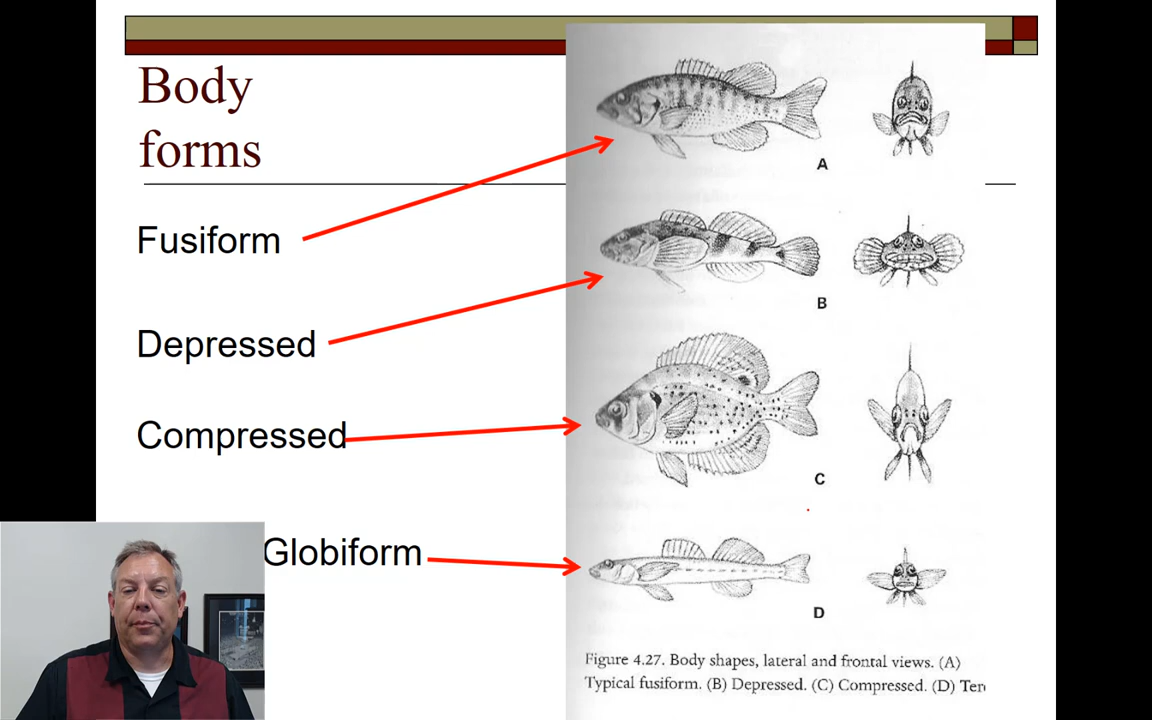 Body
forms
Fusiform
Depressed
Compressed
Globiform
A
B
C
D
Figure 4.27. Body shapes, lateral and frontal views. (A)
Typical fusiform. (B) Depressed. (C) Compressed. (D)